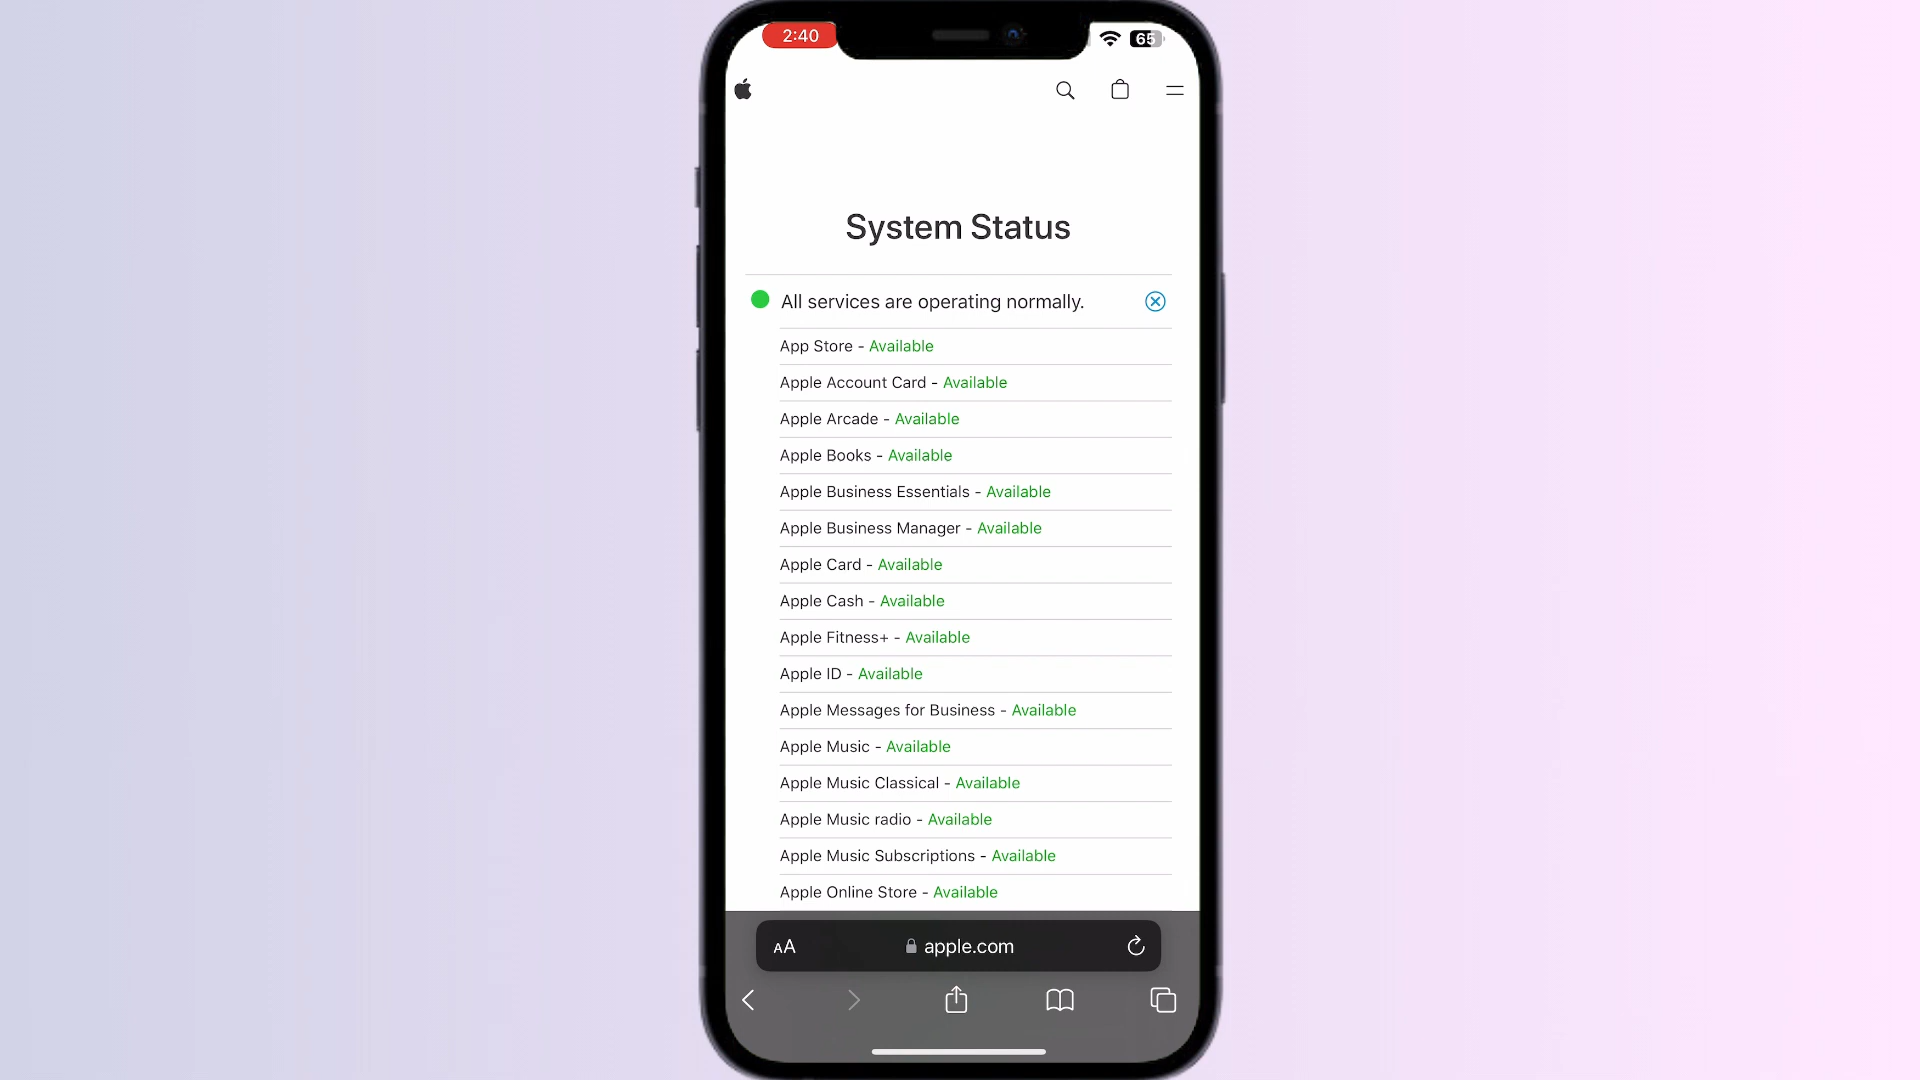 2:40
65
System Status
All services are operating normally.
App Store - Available
Apple Account Card - Available
Apple Arcade - Available
Apple Books - Available
Apple Business Essentials - Available
Apple Business Manager - Available
Apple Card - Available
Apple Cash - Available
Apple Fitness+ - Available
Apple ID - Available
Apple Messages for Business - Available
Apple Music - Available
Apple Music Classical - Available
Apple Music radio - Available
Apple Music Subscriptions - Available
Apple Online Store - Available
AA apple.com